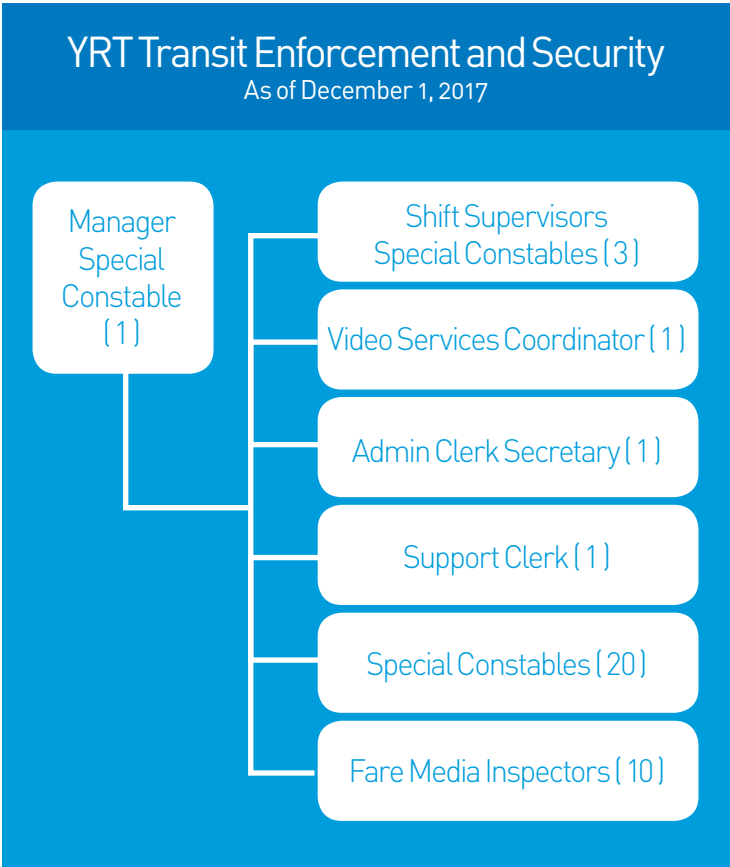 YRT Transit Enforcement and Security
As of December 1, 2017
Manager
Special
Constable
(1)
Shift Supervisors
Special Constables (3)
Video Services Coordinator (1)
Admin Clerk Secretary (1)
Support Clerk (1)
Special Constables (20)
Fare Media Inspectors (10)